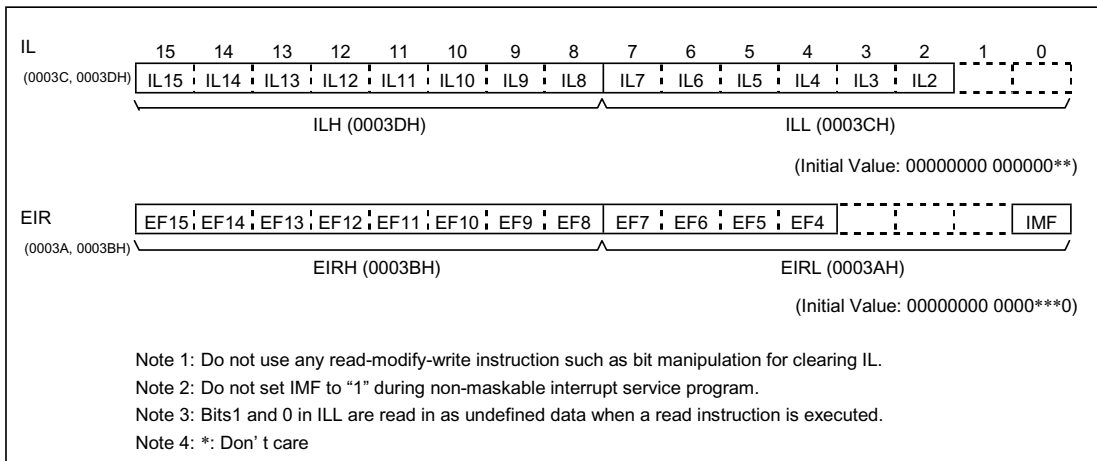 IL
15 14 13 12 11 10 9 8 7 6 5 4 3 2 1 0
(0003C, 0003DH)
IL15 IL14 IL13 IL12 IL11 IL10 IL9 IL8 IL7 IL6 IL5 IL4 IL3 IL2
ILH (0003DH) ILL (0003CH)
(Initial Value: 00000000 000000**)
EIR
EF15 EF14 EF13 EF12 EF11 EF10 EF9 EF8 EF7 EF6 EF5 EF4 IMF
(0003A, 0003BH)
EIRH (0003BH) EIRL (0003AH)
(Initial Value: 00000000 0000***0)
Note 1: Do not use any read-modify-write instruction such as bit manipulation for clearing IL.
Note 2: Do not set IMF to “1” during non-maskable interrupt service program.
Note 3: Bits1 and 0 in ILL are read in as undefined data when a read instruction is executed.
Note 4: *: Don’ t care